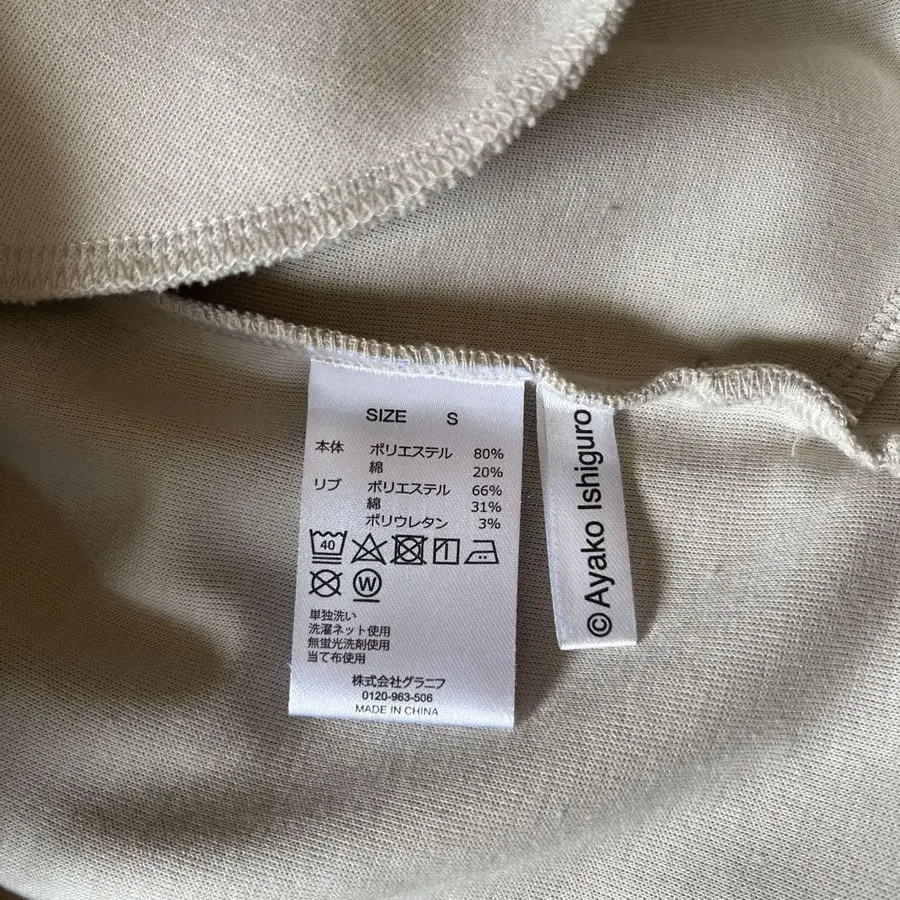 SIZE S
本体 ポリエステル 80%
綿 20%
リブ ポリエステル 66%
綿 31%
ポリウレタン 3%
40
W
単独洗い
洗濯ネット使用
無蛍光洗剤使用
当て布使用
株式会社グラニフ
0120-963-506
MADE IN CHINA
©Ayako Ishiguro